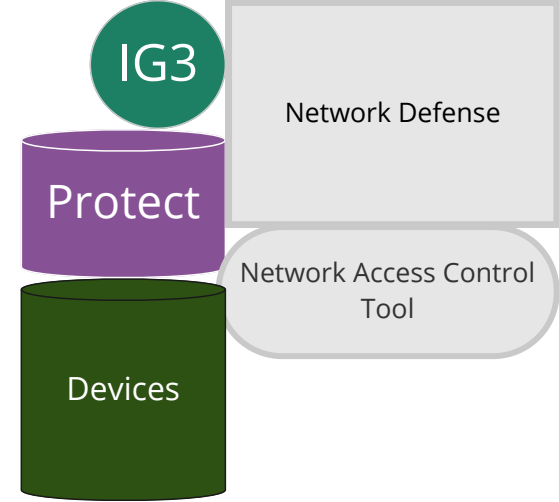 IG3
Network Defense
Protect
Network Access Control
Tool
Devices